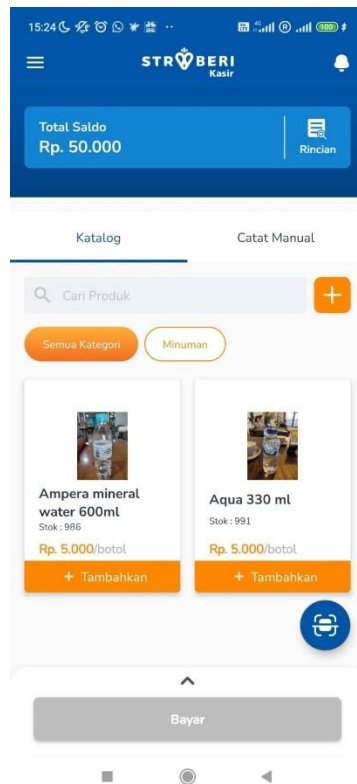 15:24
STROBERI
Kasir
Total Saldo
Rp. 50.000
Rincian
Katalog
Catat Manual
Cari Produk
Semua Kategori
Minuman
Ampera mineral
water 600ml
Stok : 986
Rp. 5.000/botol
+ Tambahkan
Aqua 330 ml
Stok : 991
Rp. 5.000/botol
+ Tambahkan
Bayar